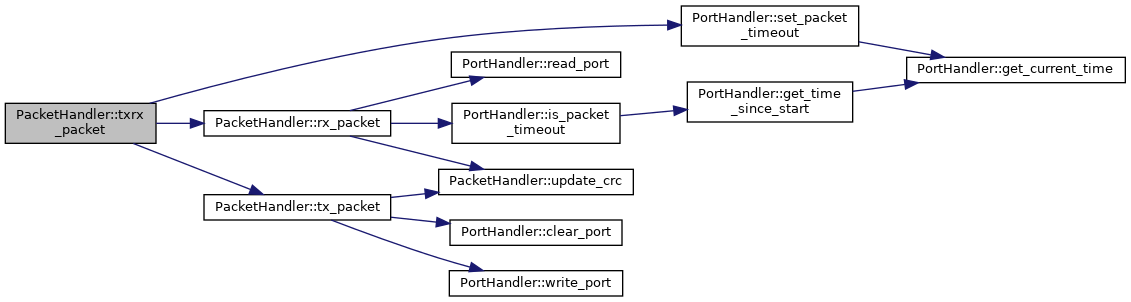 PacketHandler::txrx
_packet
PortHandler::set_packet
_timeout
PortHandler::get_current_time
PacketHandler::rx_packet
PortHandler::read_port
PortHandler::is_packet
_timeout
PortHandler::get_time
_since_start
PacketHandler::update_crc
PacketHandler::tx_packet
PortHandler::clear_port
PortHandler::write_port